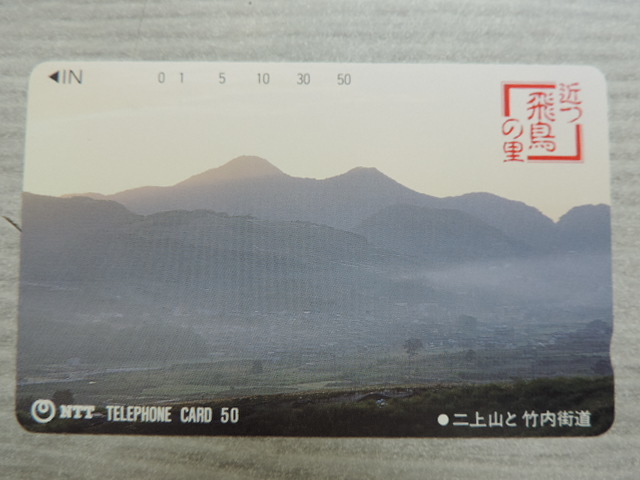 ◀IN 0 1 5 10 30 50
近つ
飛鳥
の里
NTT TELEPHONE CARD 50
●二上山と 竹内街道